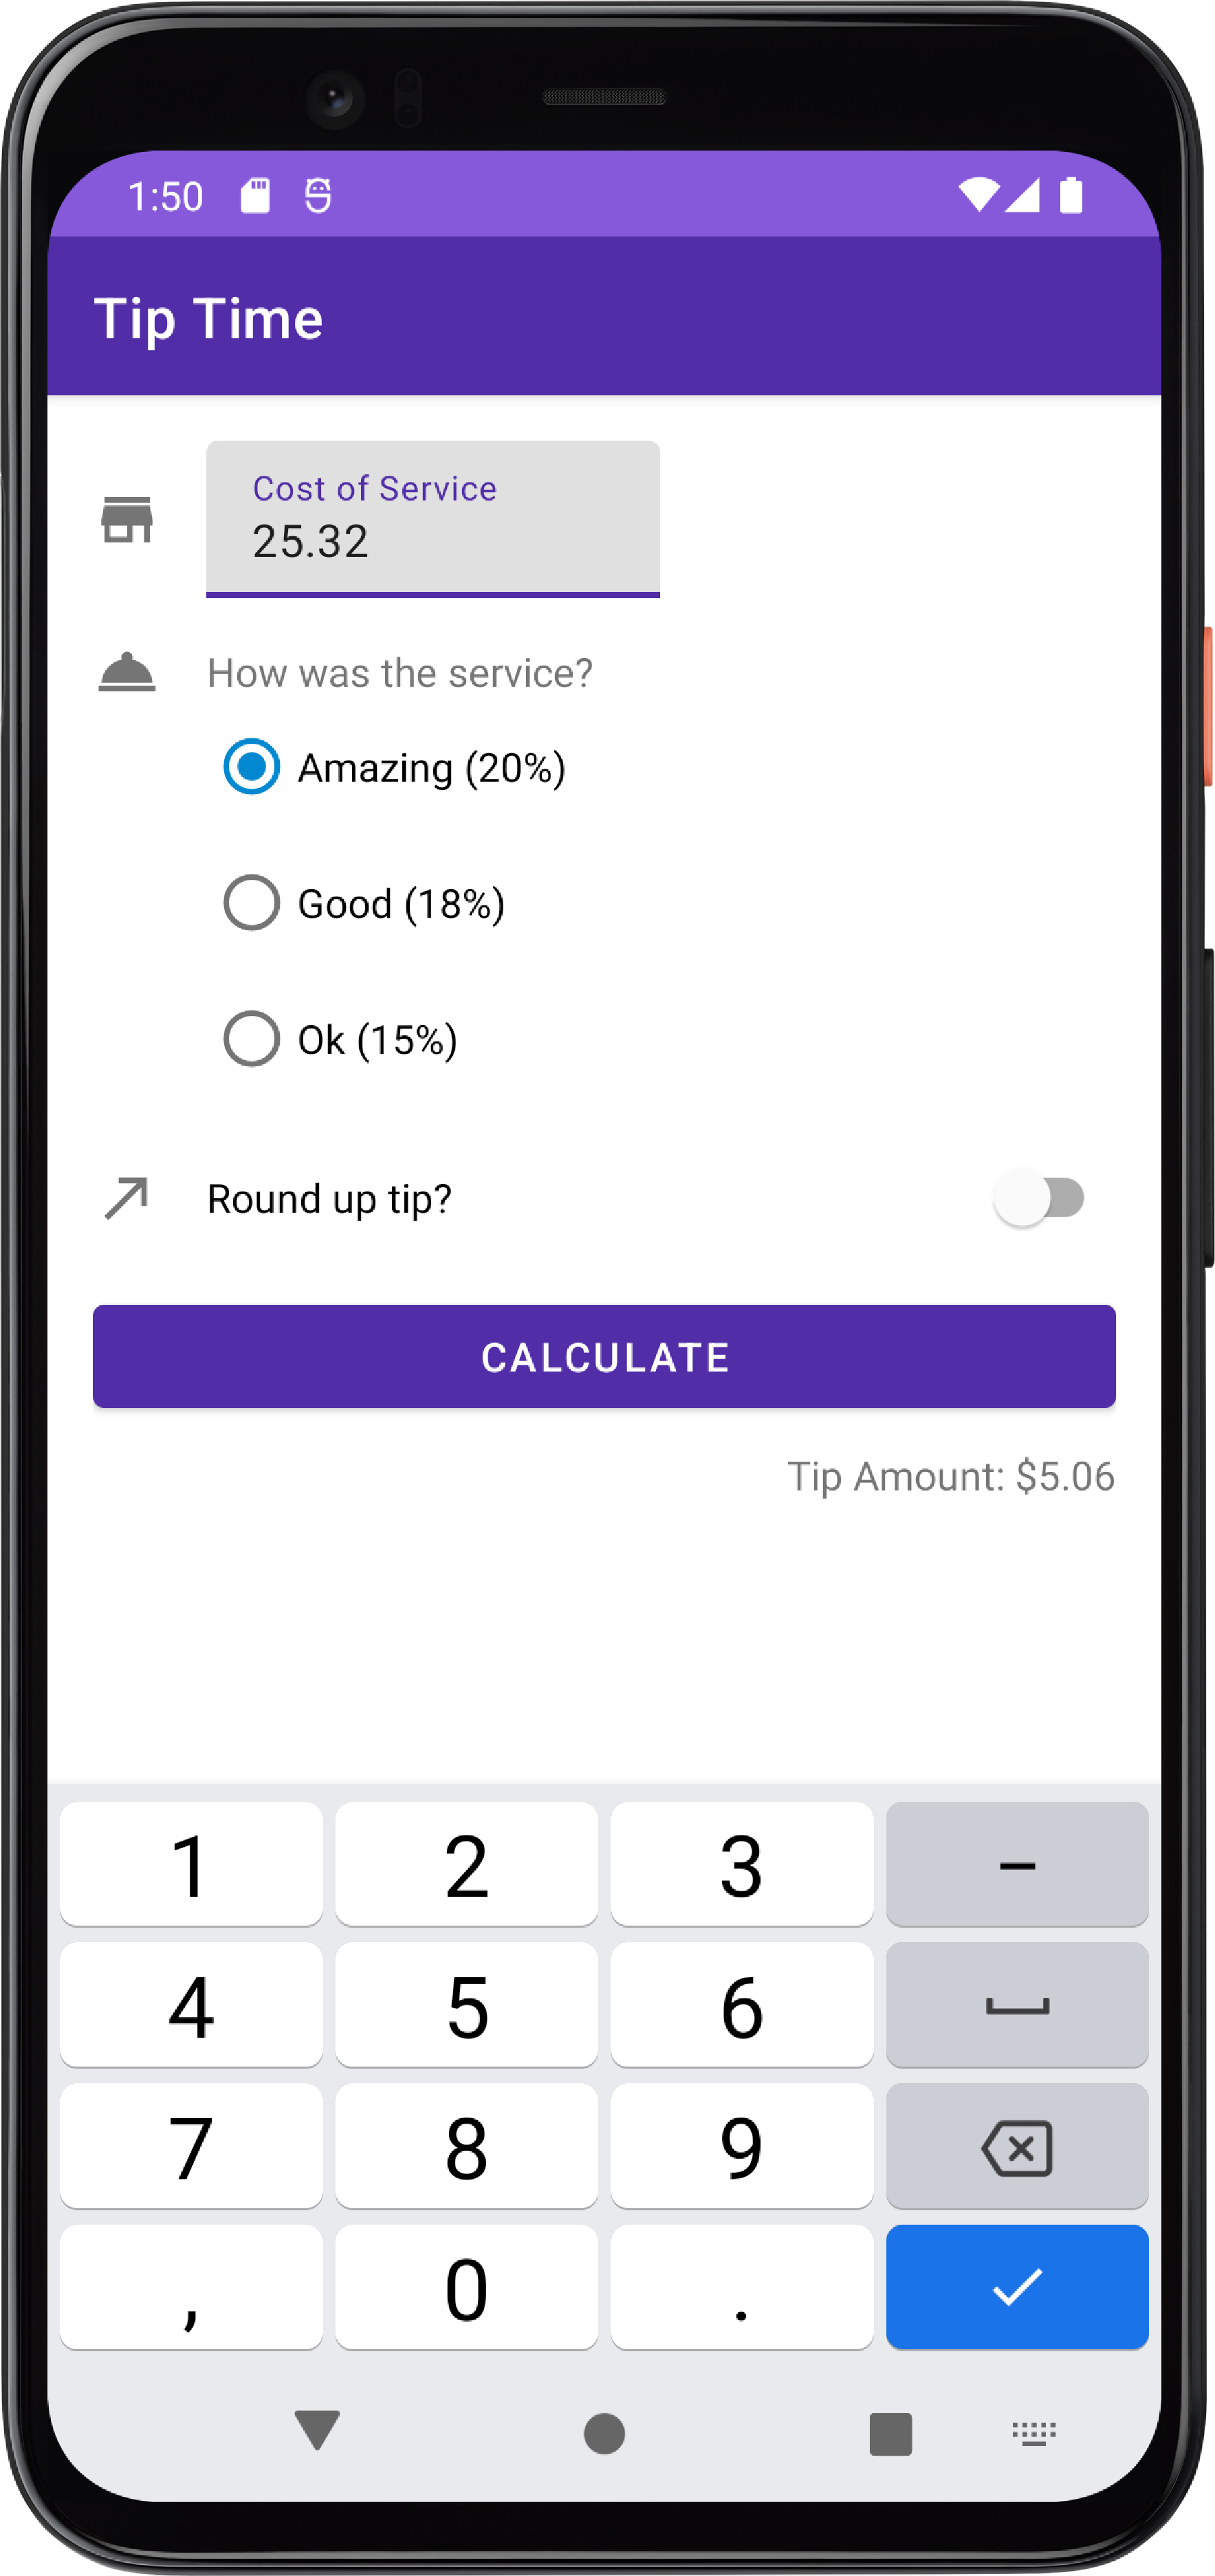 1:50
Tip Time
Cost of Service
25.32
How was the service?
Amazing (20%)
Good (18%)
Ok (15%)
Round up tip?
CALCULATE
Tip Amount: $5.06
1 2 3 –
4 5 6
7 8 9
, 0 .